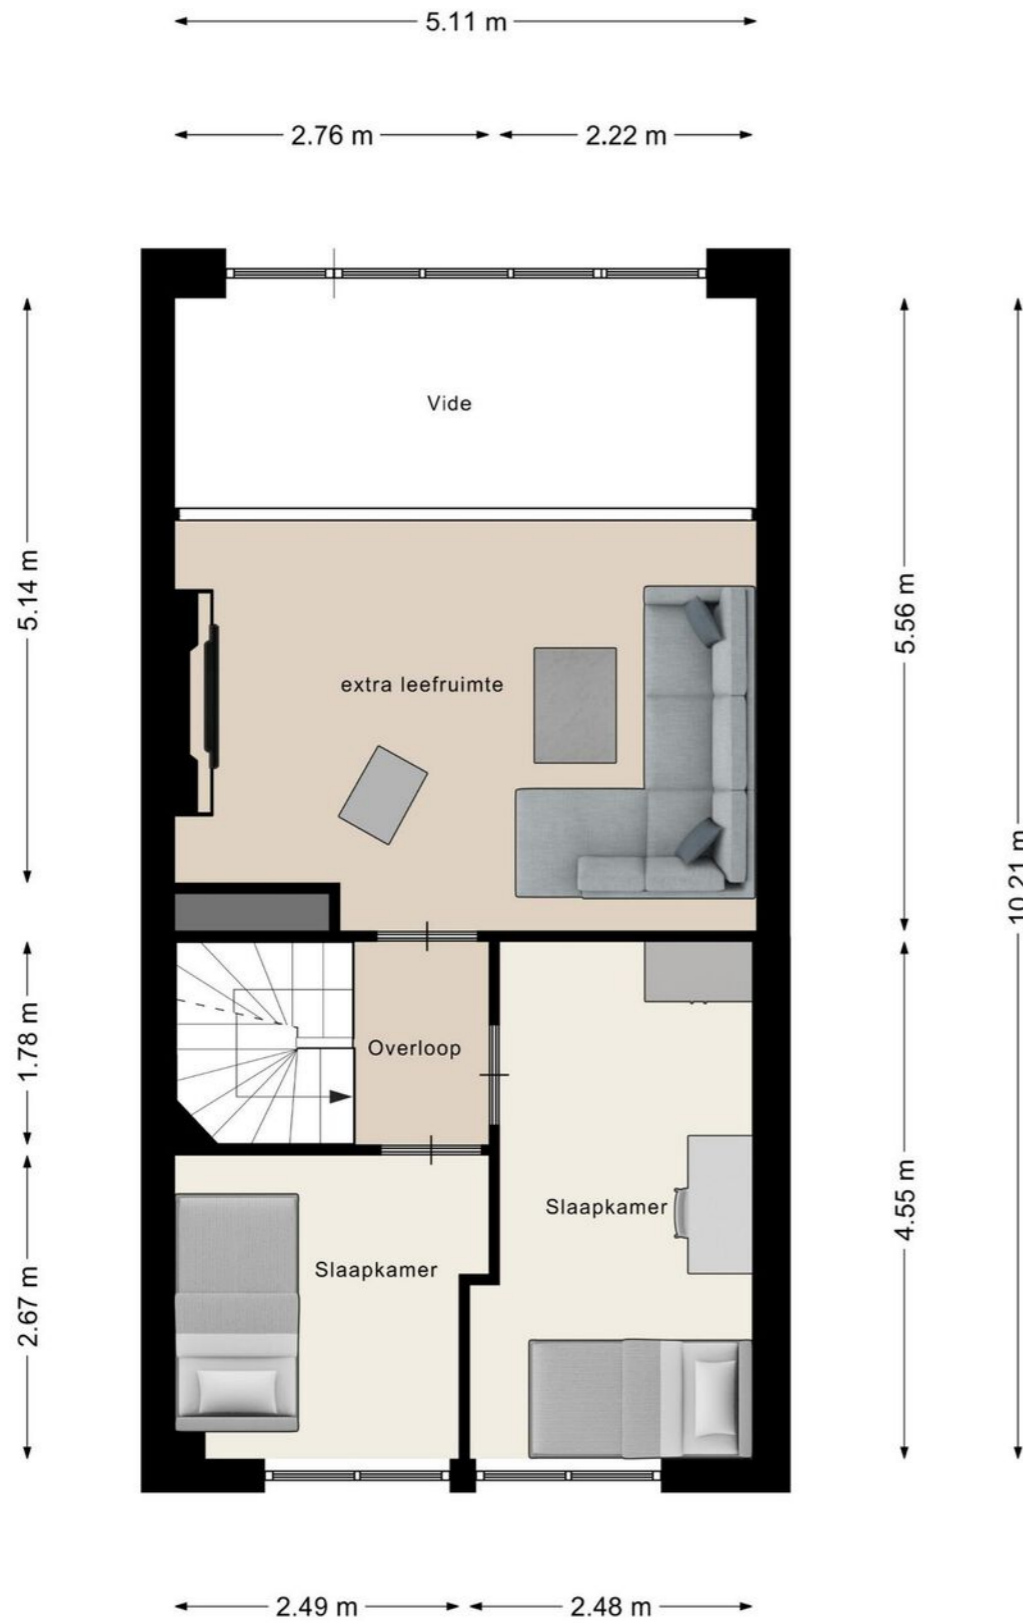 5.11 m
2.76 m
2.22 m
Vide
5.14 m
5.56 m
extra leefruimte
10.21 m
1.78 m
Overloop
4.55 m
Slaapkamer
Slaapkamer
2.67 m
2.49 m
2.48 m